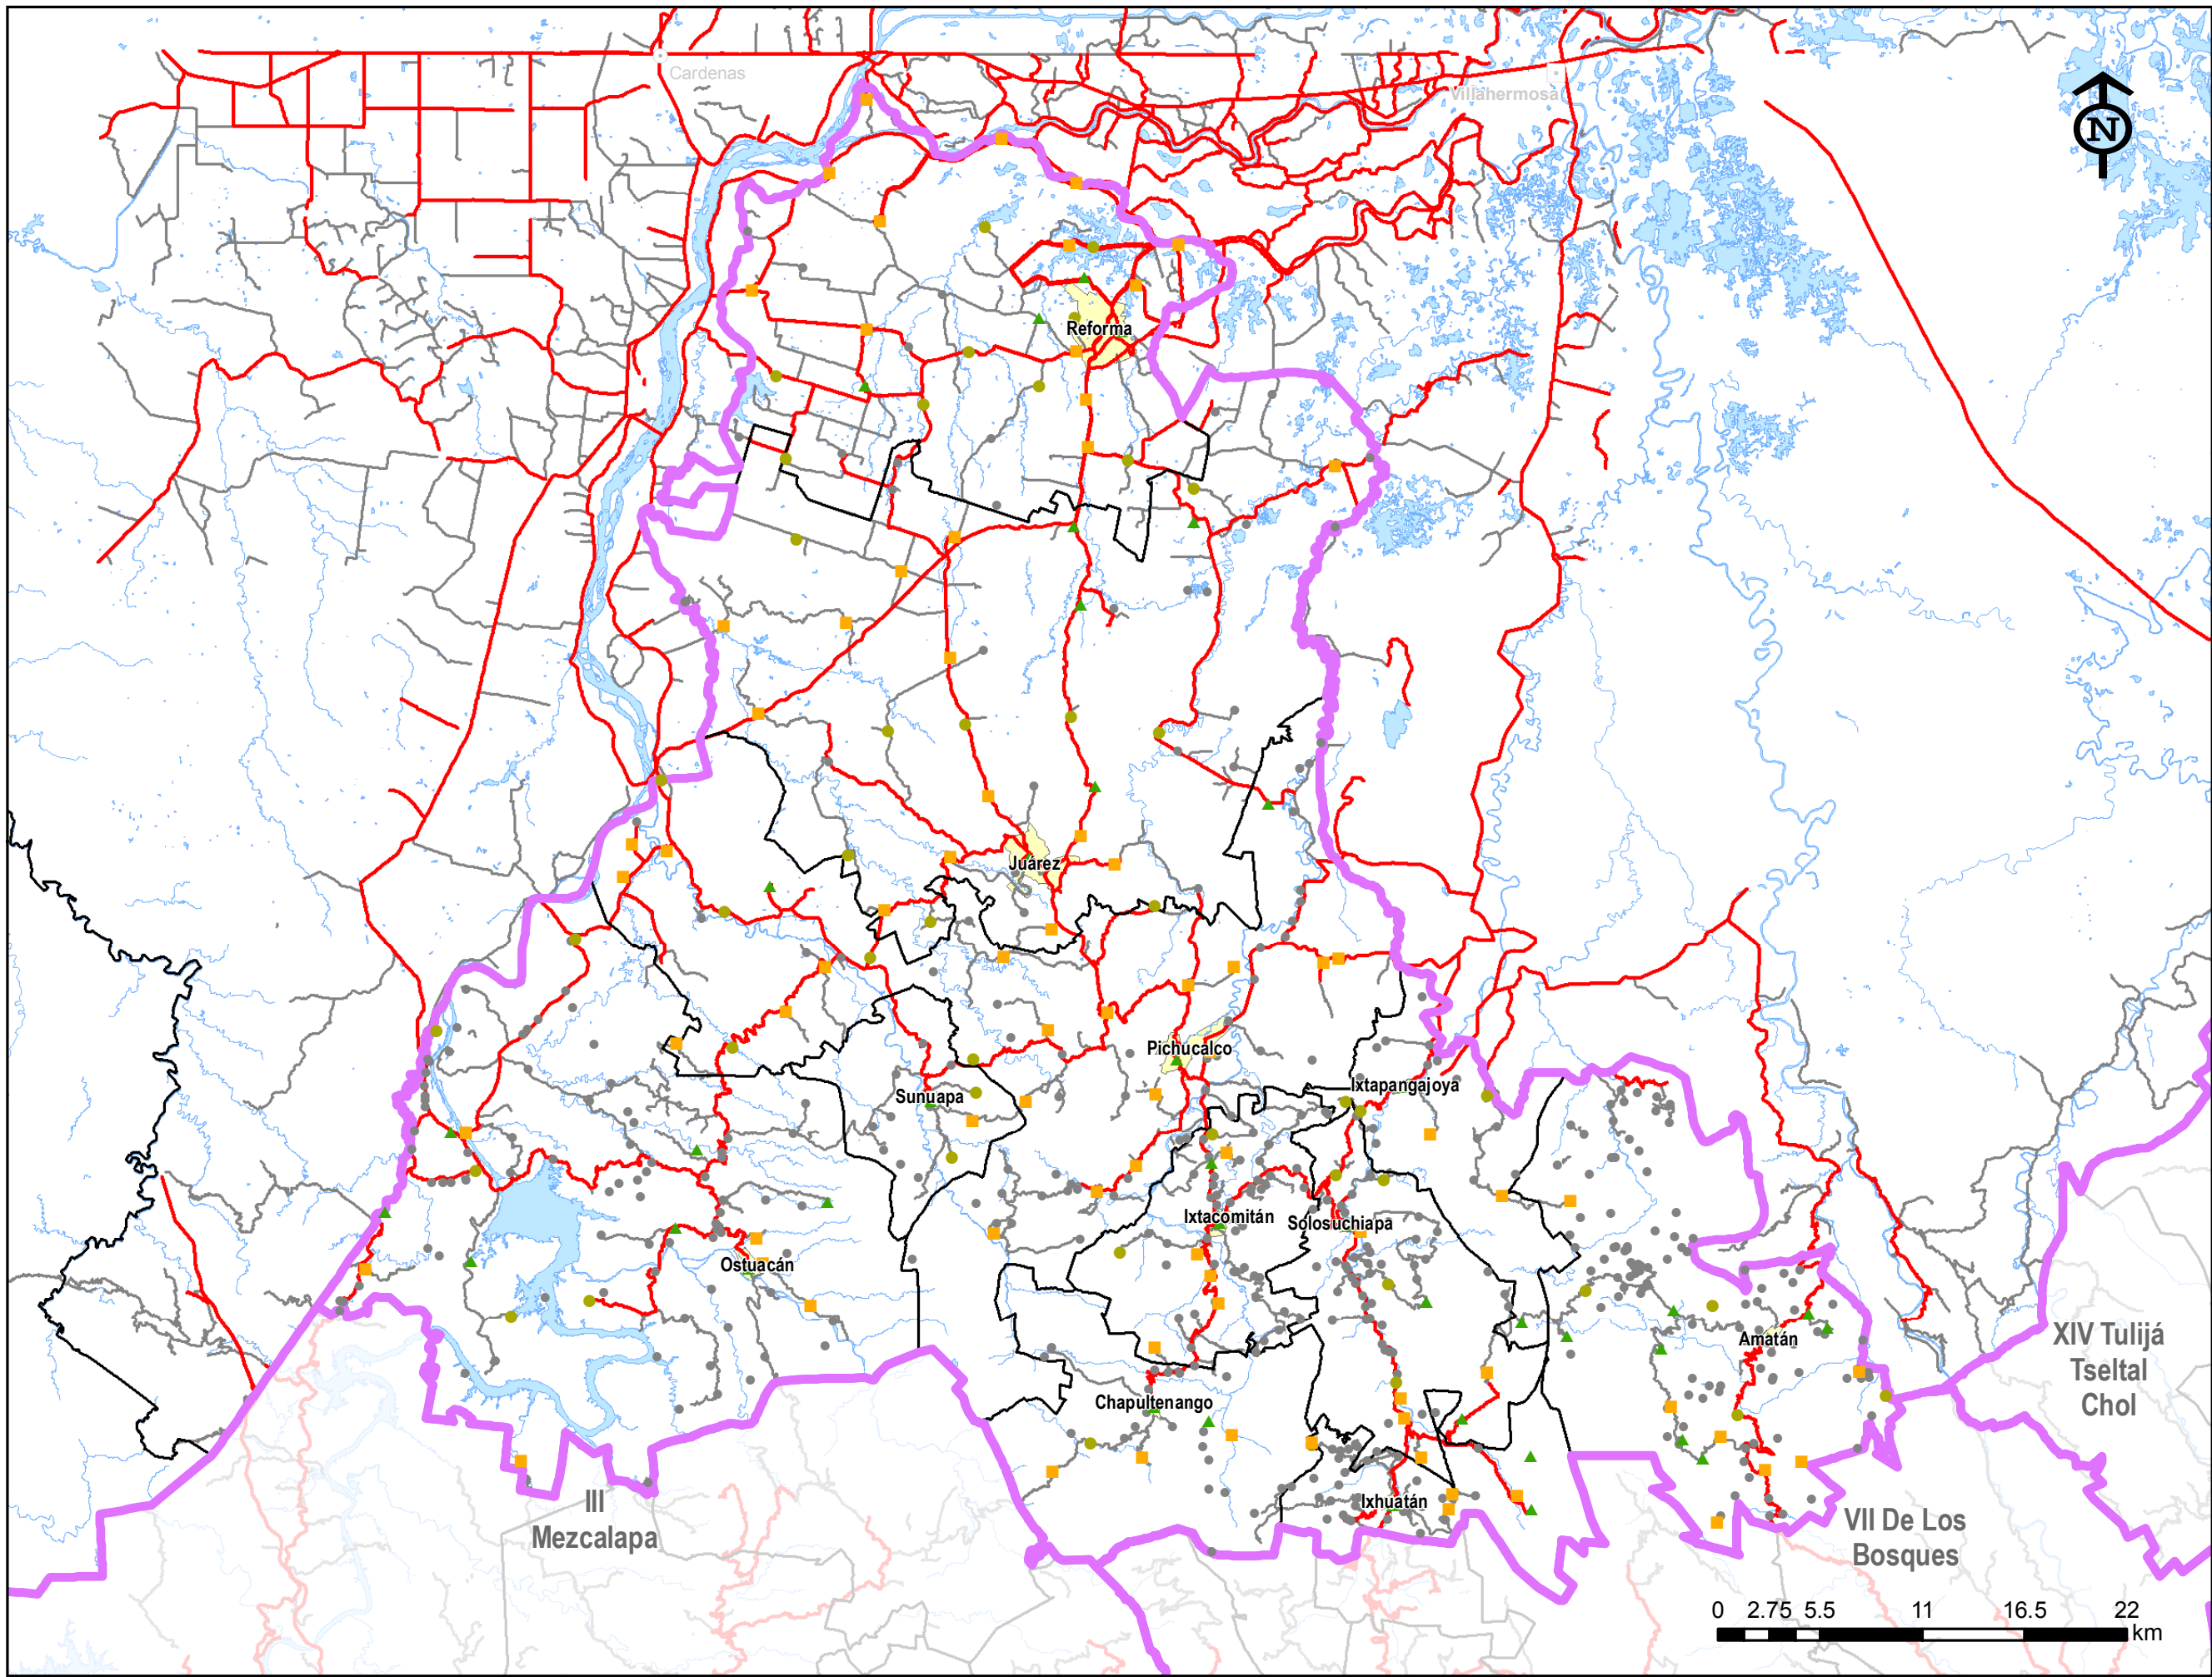 Cardenas
Villahermosa
N
Reforma
Juárez
Pichucalco
Ixtapangajoya
Sunuapa
Ixtacomitán
Solosuchiapa
Ostuacán
Amatán
XIV Tulijá
Tseltal
Chol
Chapultenango
III
Mezcalapa
Ixhuatán
VII De Los
Bosques
0 2.75 5.5 11 16.5 22
km